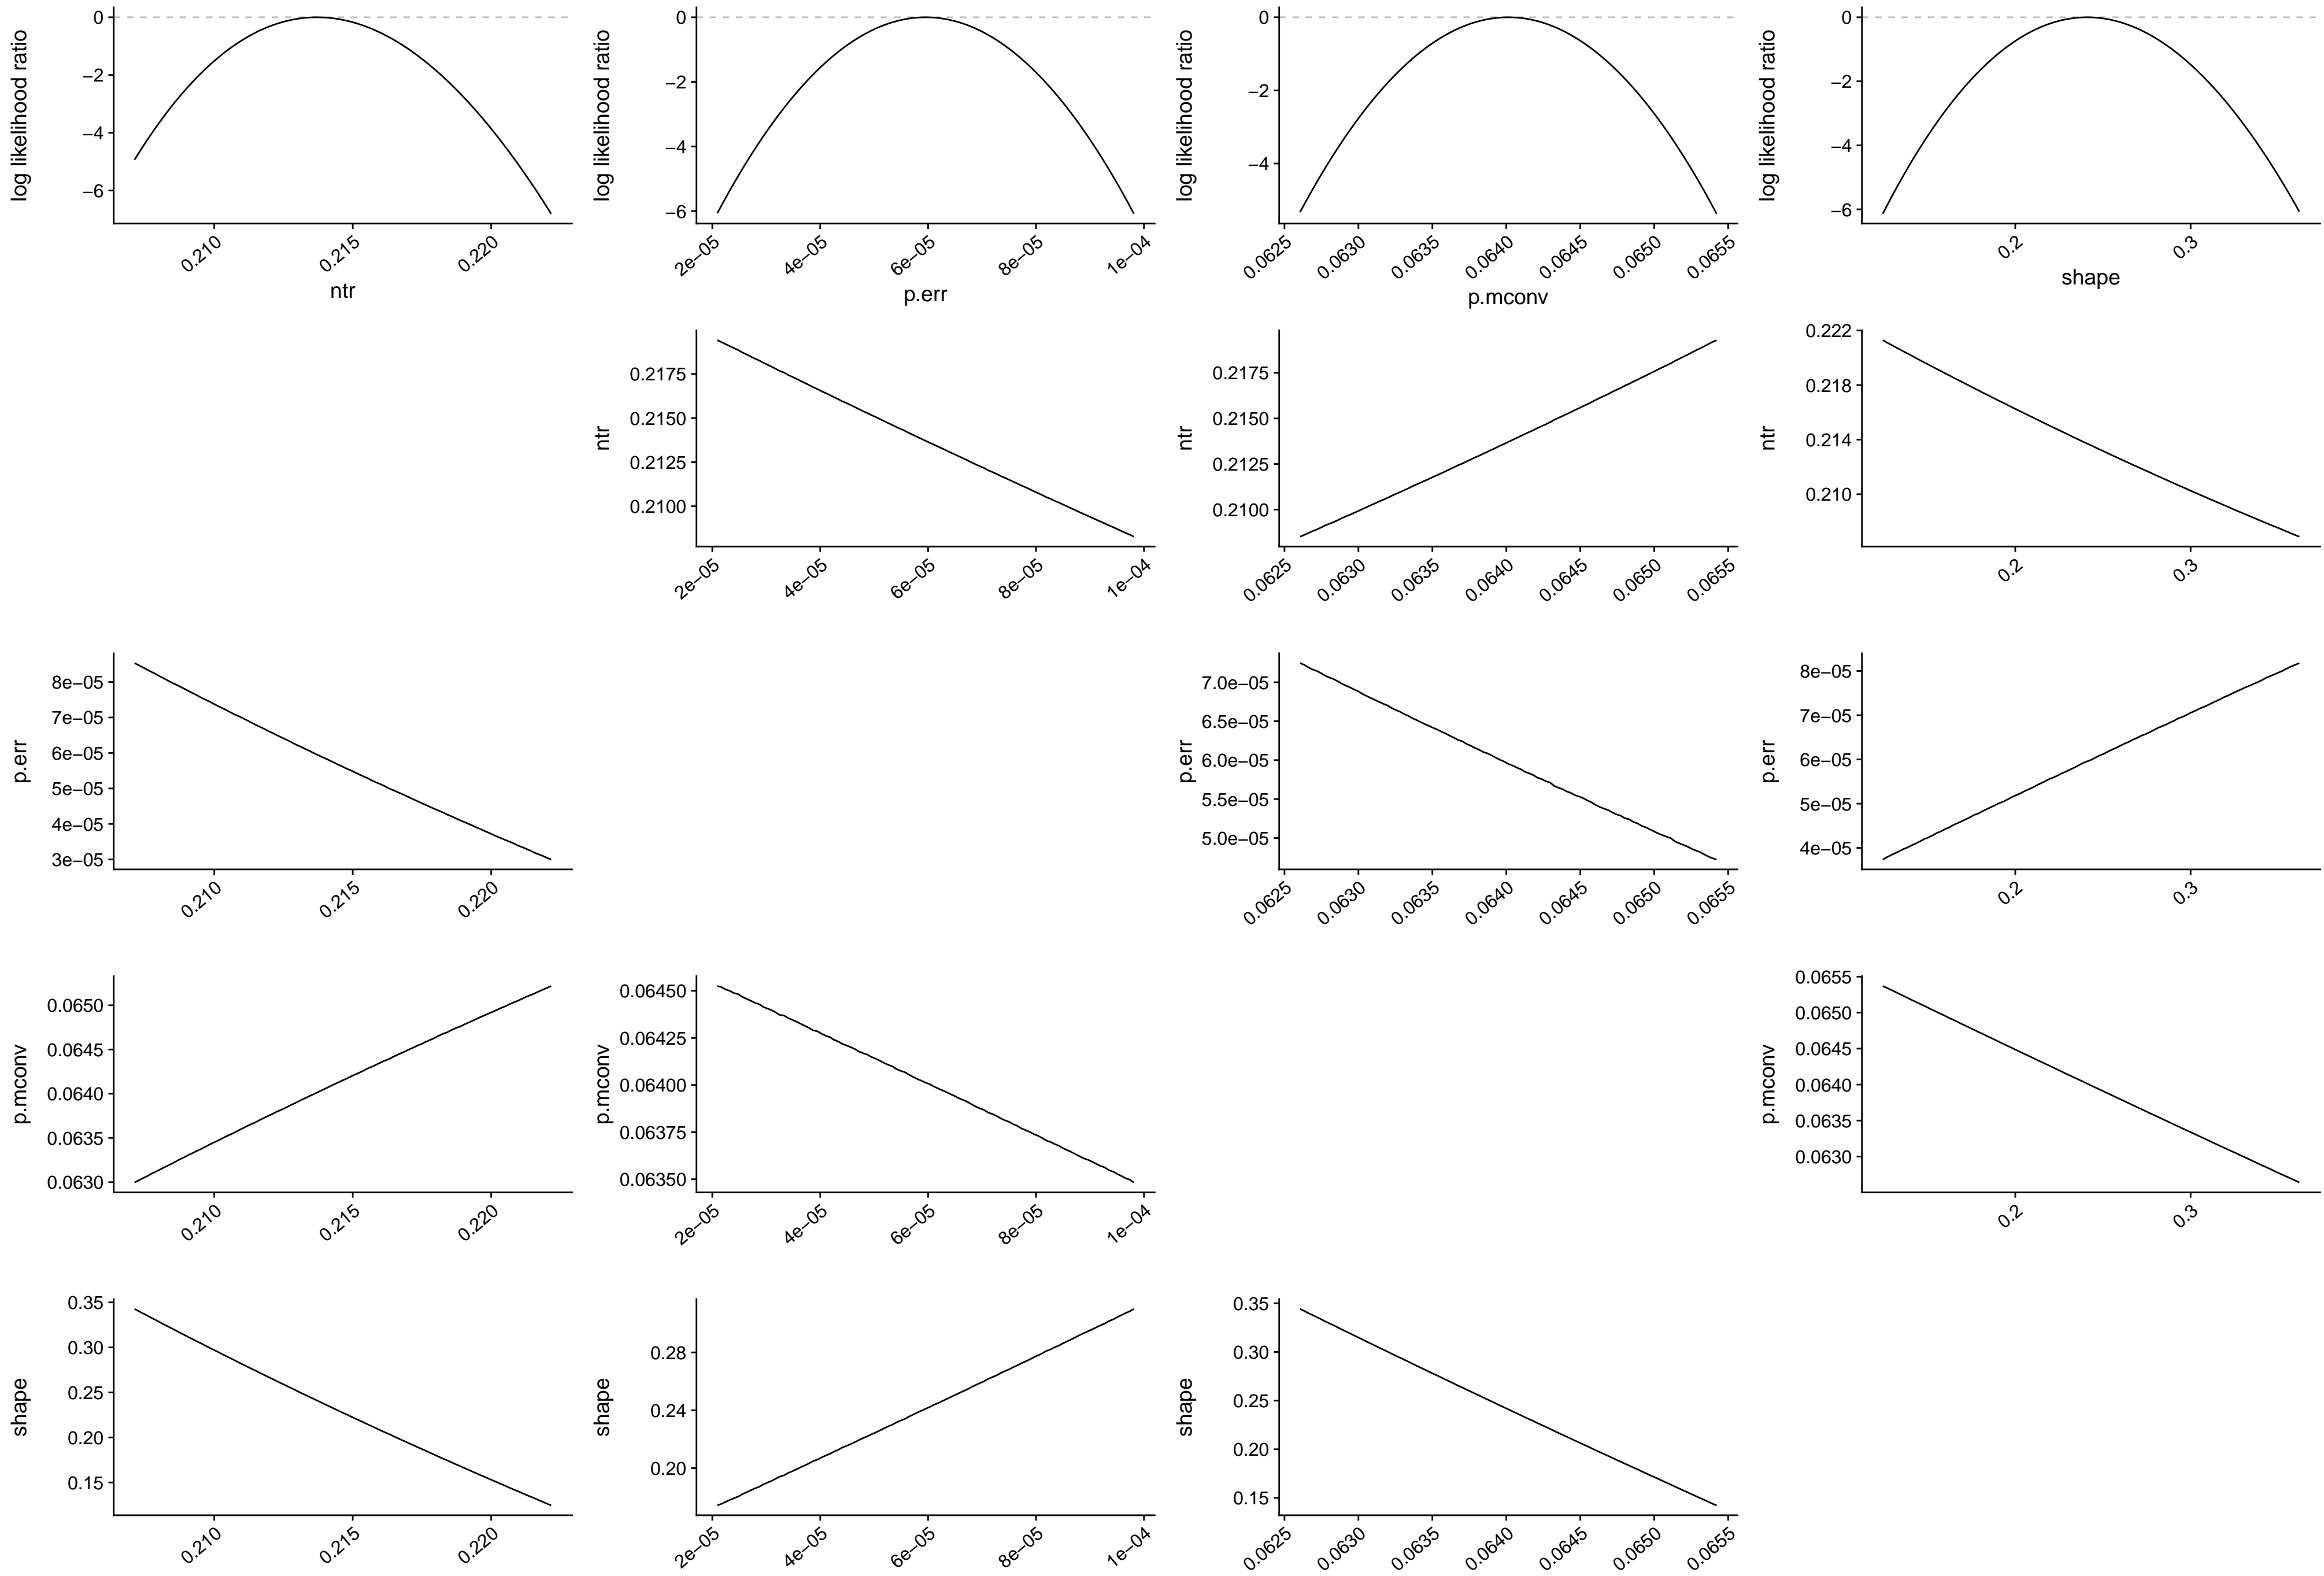 log likelihood ratio
0
−2
−4
−6
0.210
0.215
0.220
ntr
log likelihood ratio
0
−2
−4
−6
2e−05
4e−05
6e−05
8e−05
1e−04
p.err
log likelihood ratio
0
−2
−4
0.0625
0.0630
0.0635
0.0640
0.0645
0.0650
0.0655
p.mconv
log likelihood ratio
0
−2
−4
−6
0.2
0.3
shape
ntr
0.2175
0.2150
0.2125
0.2100
2e−05
4e−05
6e−05
8e−05
1e−04
ntr
0.2175
0.2150
0.2125
0.2100
0.0625
0.0630
0.0635
0.0640
0.0645
0.0650
0.0655
ntr
0.222
0.218
0.214
0.210
0.2
0.3
p.err
8e−05
7e−05
6e−05
5e−05
4e−05
3e−05
0.210
0.215
0.220
p.err
7.0e−05
6.5e−05
6.0e−05
5.5e−05
5.0e−05
0.0625
0.0630
0.0635
0.0640
0.0645
0.0650
0.0655
p.err
8e−05
7e−05
6e−05
5e−05
4e−05
0.2
0.3
p.mconv
0.0650
0.0645
0.0640
0.0635
0.0630
0.210
0.215
0.220
p.mconv
0.06450
0.06425
0.06400
0.06375
0.06350
2e−05
4e−05
6e−05
8e−05
1e−04
p.mconv
0.0655
0.0650
0.0645
0.0640
0.0635
0.0630
0.2
0.3
shape
0.35
0.30
0.25
0.20
0.15
0.210
0.215
0.220
shape
0.28
0.24
0.20
2e−05
4e−05
6e−05
8e−05
1e−04
shape
0.35
0.30
0.25
0.20
0.15
0.0625
0.0630
0.0635
0.0640
0.0645
0.0650
0.0655